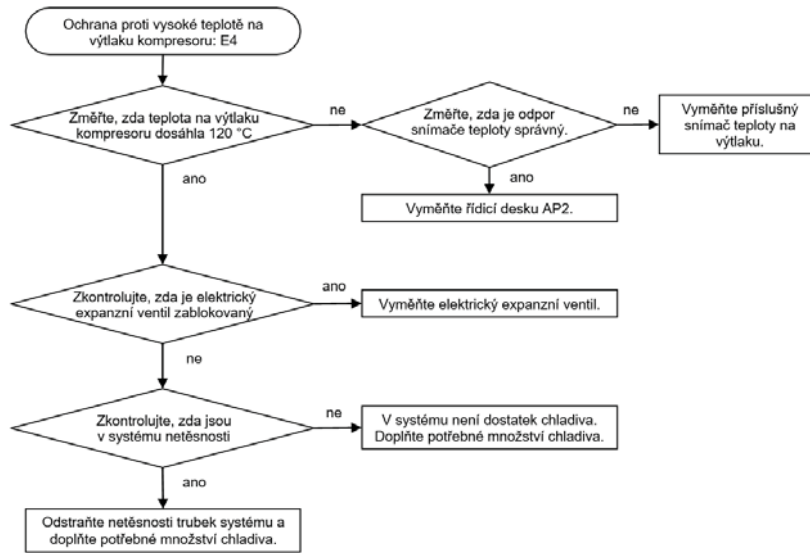 Ochrana proti vysoké teplotě na
výtlaku kompresoru: E4
Změřte, zda teplota na výtlaku
kompresoru dosáhla 120 °C
ne
Změřte, zda je odpor
snímače teploty správný.
ne
Vyměňte příslušný
snímač teploty na
výtlaku.
ano
ano
Vyměňte řídicí desku AP2.
Zkontrolujte, zda je elektrický
expanzní ventil zablokovaný
ano
Vyměňte elektrický expanzní ventil.
ne
Zkontrolujte, zda jsou
v systému netěsnosti
ne
V systému není dostatek chladiva.
Doplňte potřebné množství chladiva.
ano
Odstraňte netěsnosti trubek systému a
doplňte potřebné množství chladiva.